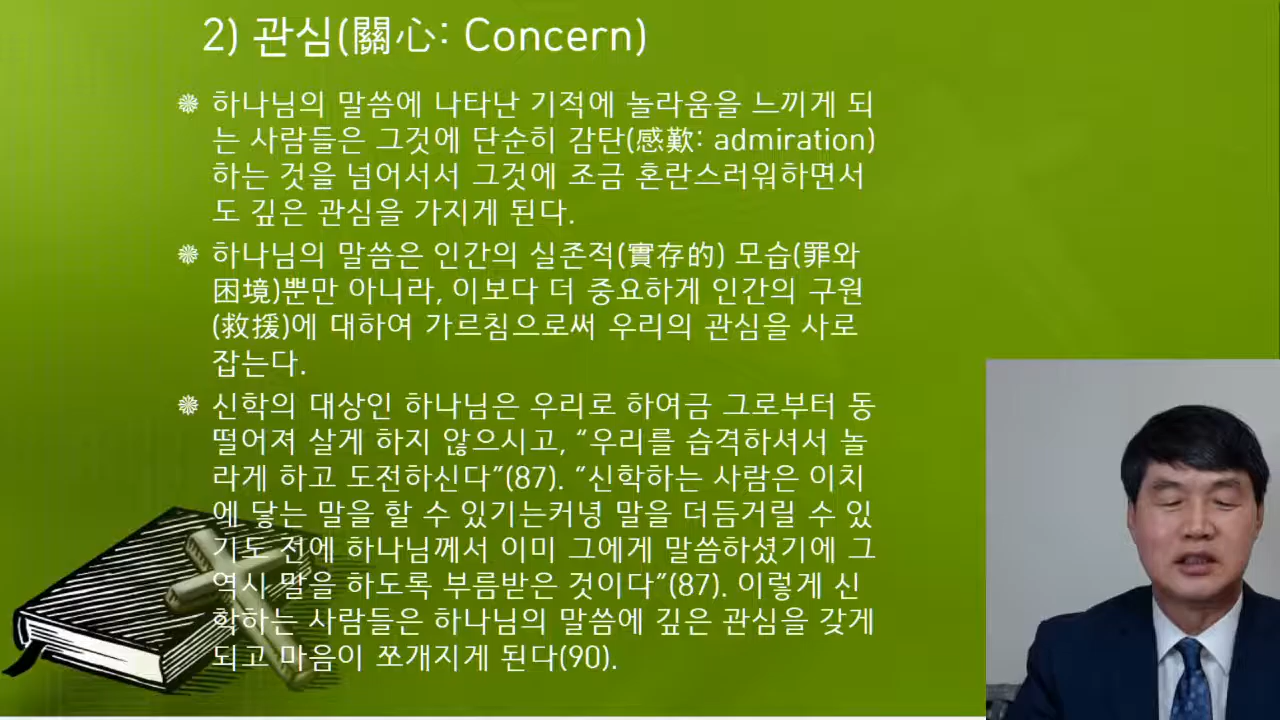 2) 관심(關心: Concern)
하나님의 말씀에 나타난 기적에 놀라움을 느끼게 되
는 사람들은 그것에 단순히 감탄(感歎: admiration)
하는 것을 넘어서서 그것에 조금 혼란스러워하면서
도 깊은 관심을 가지게 된다.
하나님의 말씀은 인간의 실존적(實存的) 모습(罪와
困境)뿐만 아니라, 이보다 더 중요하게 인간의 구원
(救援)에 대하여 가르침으로써 우리의 관심을 사로
잡는다.
신학의 대상인 하나님은 우리로 하여금 그로부터 동
떨어져 살게 하지 않으시고, “우리를 습격하셔서 놀
라게 하고 도전하신다”(87). “신학하는 사람은 이치
에 닿는 말을 할 수 있기는커녕 말을 더듬거릴 수 있
기도 전에 하나님께서 이미 그에게 말씀하셨기에 그
역시 말을 하도록 부름받은 것이다”(87). 이렇게 신
학하는 사람들은 하나님의 말씀에 깊은 관심을 갖게
되고 마음이 쪼개지게 된다(90).